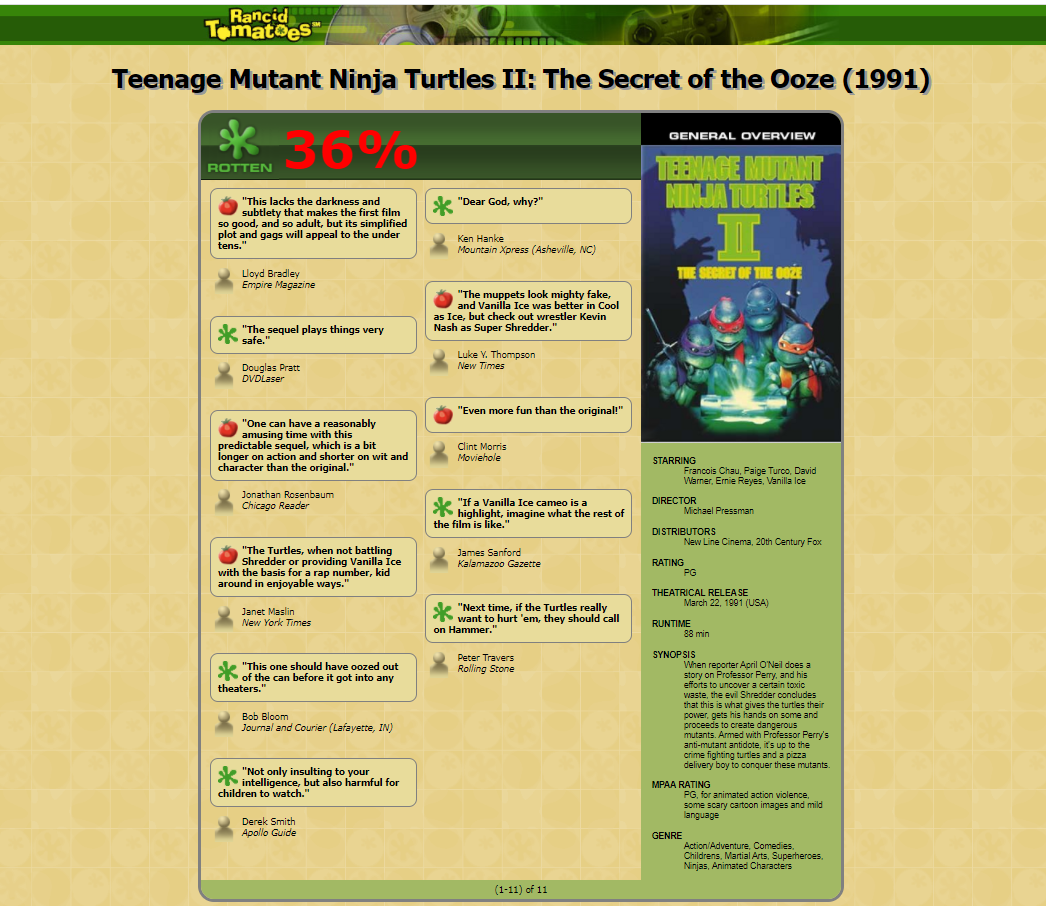 Rancid
Tomatoes SM
Teenage Mutant Ninja Turtles II: The Secret of the Ooze (1991)
ROTTEN
36%
"This lacks the darkness and
subtlety that makes the first film
so good, and so adult, but its simplified
plot and gags will appeal to the under
tens."
Lloyd Bradley
Empire Magazine
"The sequel plays things very
safe."
Douglas Pratt
DVDLaser
"One can have a reasonably
amusing time with this
predictable sequel, which is a bit
longer on action and shorter on wit and
character than the original."
Jonathan Rosenbaum
Chicago Reader
"The Turtles, when not battling
Shredder or providing Vanilla Ice
with the basis for a rap number, kid
around in enjoyable ways."
Janet Maslin
New York Times
"This one should have oozed out
of the can before it got into any
theaters."
Bob Bloom
Journal and Courier (Lafayette, IN)
"Not only insulting to your
intelligence, but also harmful for
children to watch."
Derek Smith
Apollo Guide
"Dear God, why?"
Ken Hanke
Mountain Xpress (Asheville, NC)
"The muppets look mighty fake,
and Vanilla Ice was better in Cool
as Ice, but check out wrestler Kevin
Nash as Super Shredder."
Luke Y. Thompson
New Times
"Even more fun than the original!"
Clint Morris
Moviehole
"If a Vanilla Ice cameo is a
highlight, imagine what the rest of
the film is like."
James Sanford
Kalamazoo Gazette
"Next time, if the Turtles really
want to hurt 'em, they should call
on Hammer."
Peter Travers
Rolling Stone
GENERAL OVERVIEW
TEENAGE MUTANT
NINJA TURTLES
II
THE SECRET OF THE OOZE
STARRING
Francois Chau, Paige Turco, David
Warner, Ernie Reyes, Vanilla Ice
DIRECTOR
Michael Pressman
DISTRIBUTORS
New Line Cinema, 20th Century Fox
RATING
PG
THEATRICAL RELEASE
March 22, 1991 (USA)
RUNTIME
88 min
SYNOPSIS
When reporter April O'Neil does a
story on Professor Perry, and his
efforts to uncover a certain toxic
waste, the evil Shredder concludes
that this is what gives the turtles their
power, gets his hands on some and
proceeds to create dangerous
mutants. Armed with Professor Perry's
anti-mutant antidote, it's up to the
crime fighting turtles and a pizza
delivery boy to conquer these mutants.
MPAA RATING
PG, for animated action violence,
some scary cartoon images and mild
language
GENRE
Action/Adventure, Comedies,
Childrens, Martial Arts, Superheroes,
Ninjas, Animated Characters
(1-11) of 11